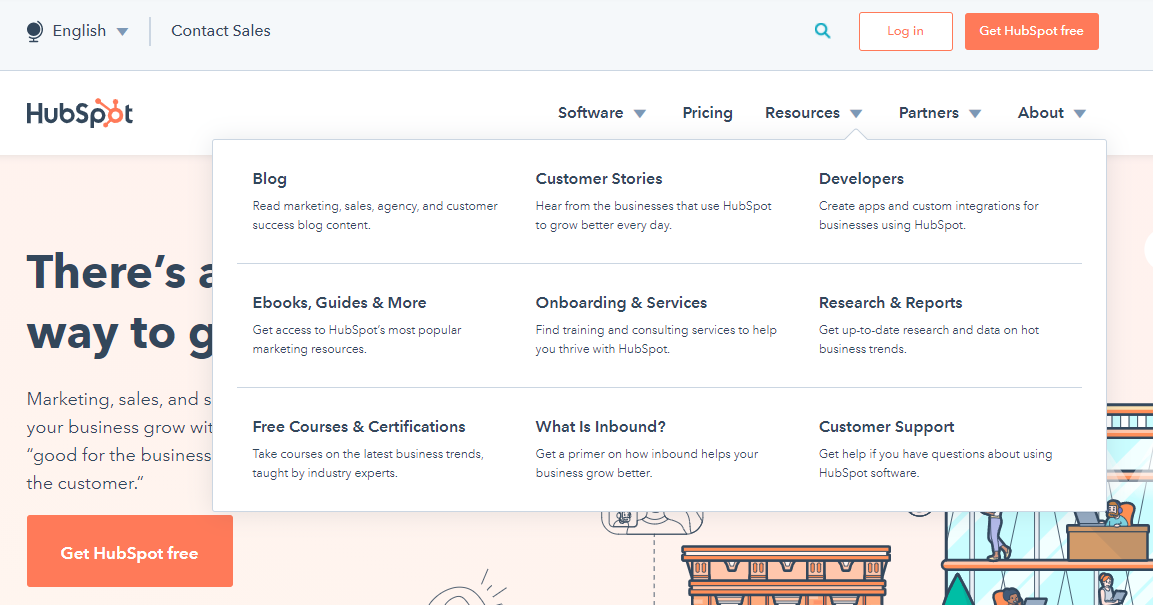 English
Contact Sales
Log in
Get HubSpot free
HubSpot
Software
Pricing
Resources
Partners
About
Blog
Read marketing, sales, agency, and customer
success blog content.
Customer Stories
Hear from the businesses that use HubSpot
to grow better every day.
Developers
Create apps and custom integrations for
businesses using HubSpot.
Ebooks, Guides & More
Get access to HubSpot's most popular
marketing resources.
Onboarding & Services
Find training and consulting services to help
you thrive with HubSpot.
Research & Reports
Get up-to-date research and data on hot
business trends.
Free Courses & Certifications
Take courses on the latest business trends,
taught by industry experts.
What Is Inbound?
Get a primer on how inbound helps your
business grow better.
Customer Support
Get help if you have questions about using
HubSpot software.
There’s
way to
Marketing, sales, and
your business grow
“good for the business
the customer.“
Get HubSpot free